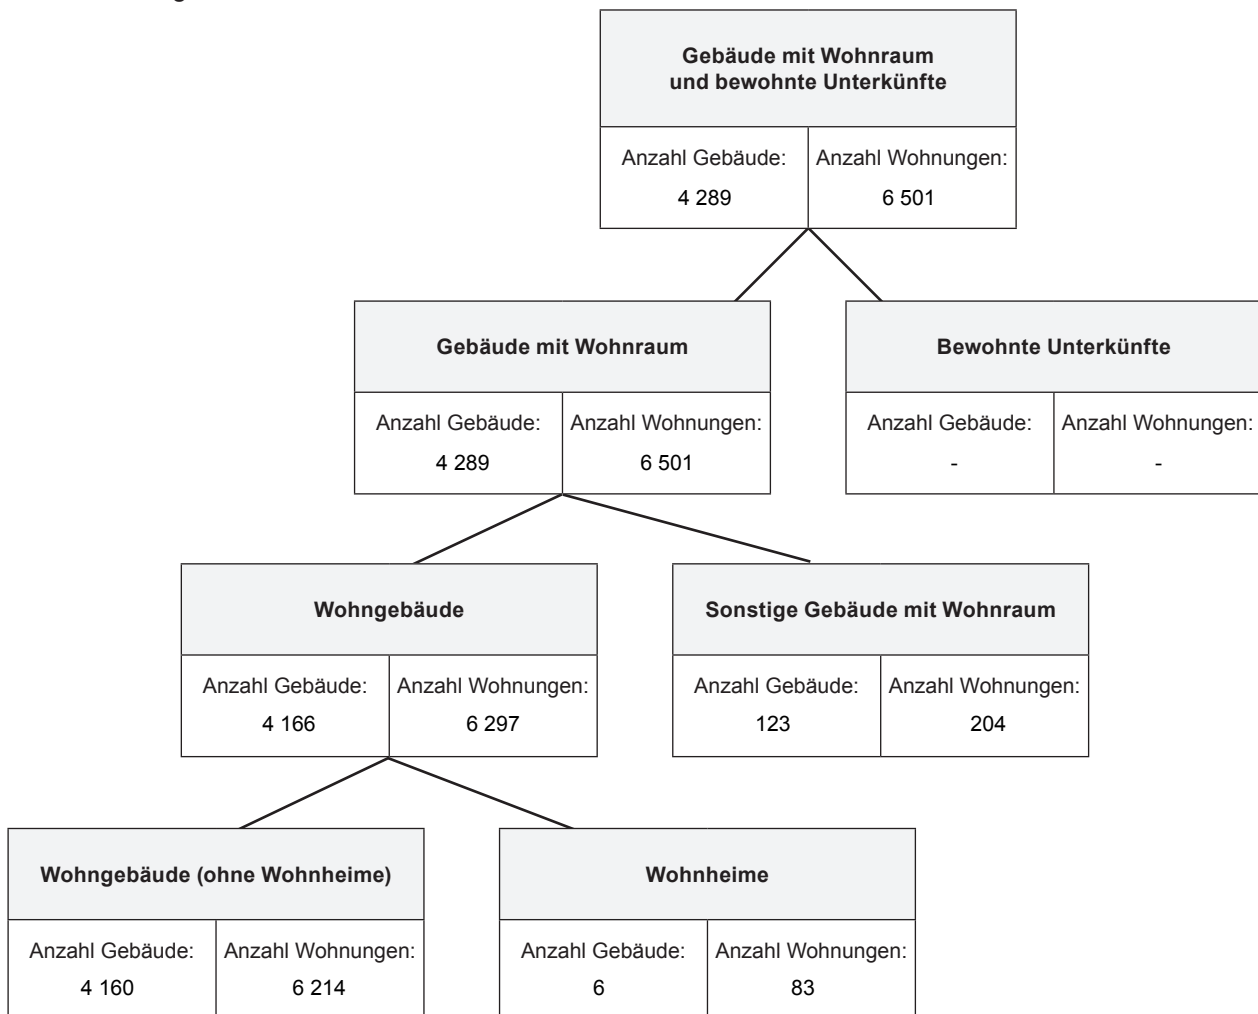 Gebäude mit Wohnraum
und bewohnte Unterkünfte
Anzahl Gebäude: Anzahl Wohnungen:
4 289 6 501
Gebäude mit Wohnraum Bewohnte Unterkünfte
Anzahl Gebäude: Anzahl Wohnungen: Anzahl Gebäude: Anzahl Wohnungen:
4 289 6 501 - -
Wohngebäude Sonstige Gebäude mit Wohnraum
Anzahl Gebäude: Anzahl Wohnungen: Anzahl Gebäude: Anzahl Wohnungen:
4 166 6 297 123 204
Wohngebäude (ohne Wohnheime) Wohnheime
Anzahl Gebäude: Anzahl Wohnungen: Anzahl Gebäude: Anzahl Wohnungen:
4 160 6 214 6 83